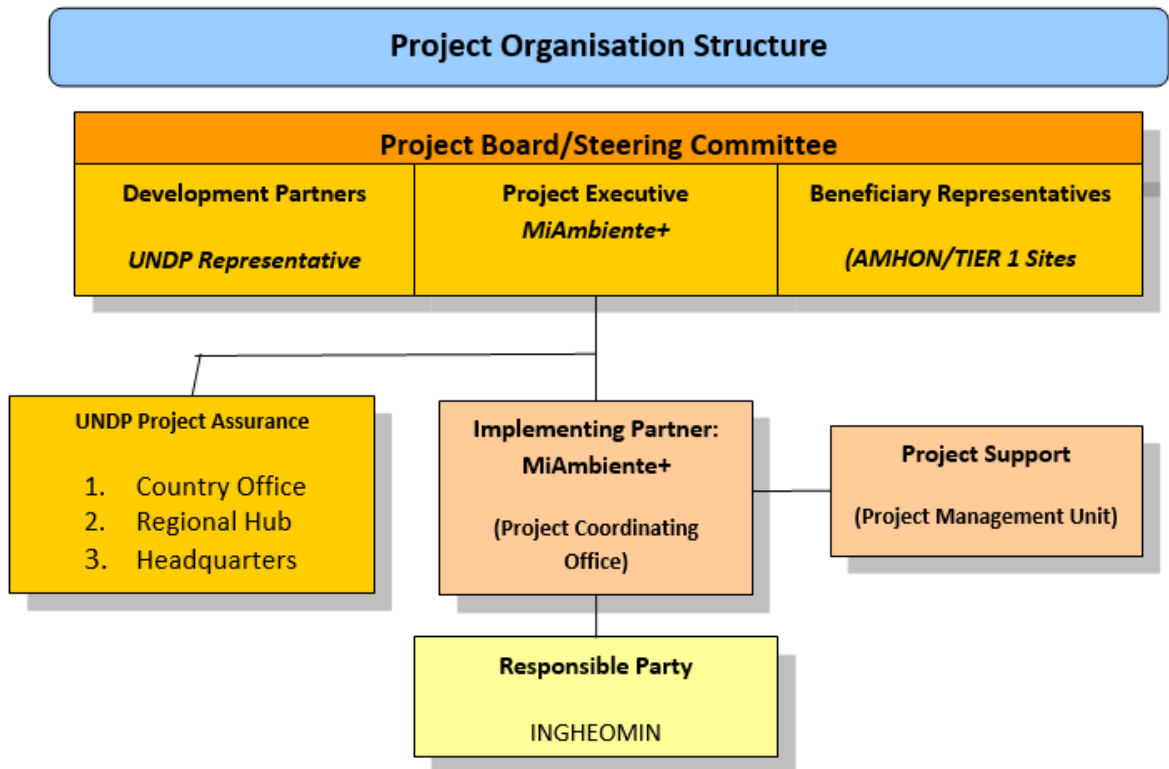 Project Organisation Structure
Project Board/Steering Committee
Development Partners
UNDP Representative
Project Executive
MiAmbiente+
Beneficiary Representatives
(AMHON/TIER 1 Sites
UNDP Project Assurance
1. Country Office
2. Regional Hub
3. Headquarters
Implementing Partner:
MiAmbiente+
(Project Coordinating
Office)
Project Support
(Project Management Unit)
Responsible Party
INGHEOMIN